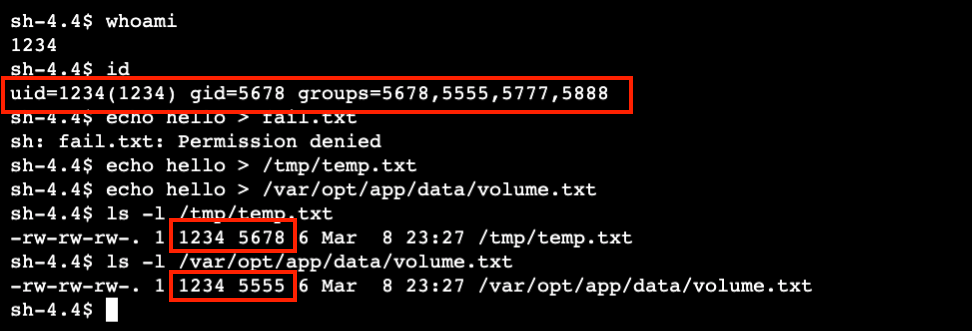 sh-4.4$ whoami
1234
sh-4.4$ id
uid=1234(1234) gid=5678 groups=5678,5555,5777,5888
sh-4.4$ echo hello > fail.txt
sh: fail.txt: Permission denied
sh-4.4$ echo hello > /tmp/temp.txt
sh-4.4$ echo hello > /var/opt/app/data/volume.txt
sh-4.4$ ls -l /tmp/temp.txt
-rw-rw-rw-. 1 1234 5678 6 Mar  8 23:27 /tmp/temp.txt
sh-4.4$ ls -l /var/opt/app/data/volume.txt
-rw-rw-rw-. 1 1234 5555 6 Mar  8 23:27 /var/opt/app/data/volume.txt
sh-4.4$